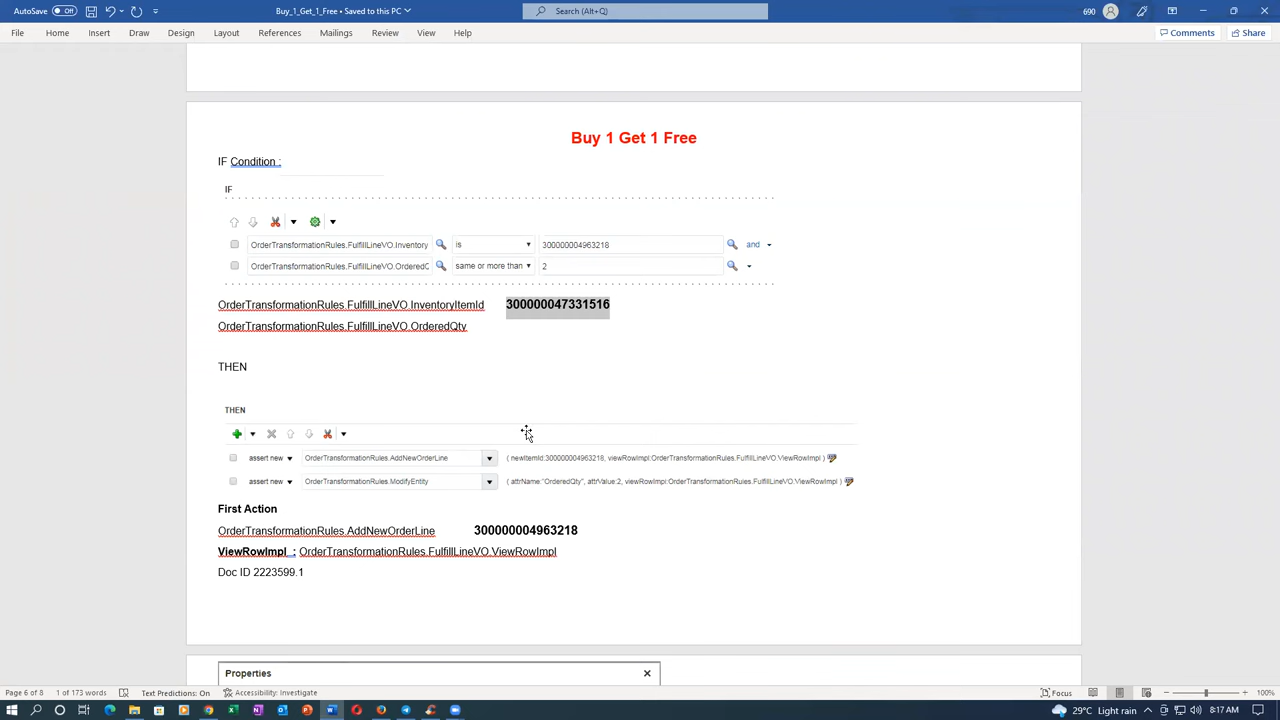 AutoSave Off Buy_1_Get_1_Free • Saved to this PC Search (Alt+Q) 690
File Home Insert Draw Design Layout References Mailings Review View Help Comments Share
Buy 1 Get 1 Free
IF Condition :
IF
OrderTransformationRules.FulfillLineVO.Inventory is 300000004963218 and
OrderTransformationRules.FulfillLineVO.OrderedQ same or more than 2
OrderTransformationRules.FulfillLineVO.InventoryItemId 300000047331516
OrderTransformationRules.FulfillLineVO.OrderedQty
THEN
THEN
assert new OrderTransformationRules.AddNewOrderLine ( newItemId:300000004963218, viewRowImpl:OrderTransformationRules.FulfillLineVO.ViewRowImpl )
assert new OrderTransformationRules.ModifyEntity ( attrName:"OrderedQty", attrValue:2, viewRowImpl:OrderTransformationRules.FulfillLineVO.ViewRowImpl )
First Action
OrderTransformationRules.AddNewOrderLine 300000004963218
ViewRowImpl : OrderTransformationRules.FulfillLineVO.ViewRowImpl
Doc ID 2223599.1
Properties
Page 6 of 8 1 of 173 words Text Predictions: On Accessibility: Investigate Focus 100%
29°C Light rain 8:17 AM